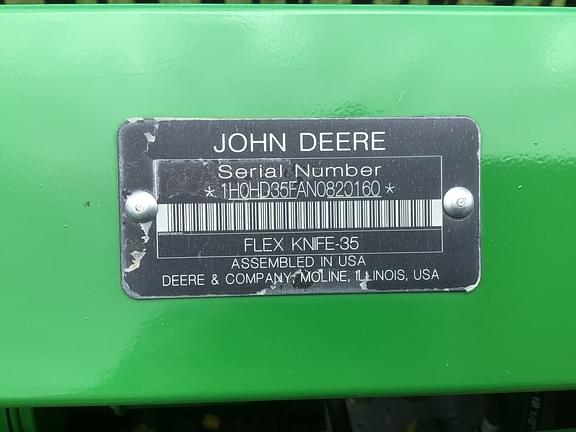 JOHN DEERE
Serial Number
*1H0HD35FAN0820160*
FLEX KNIFE-35
ASSEMBLED IN USA
DEERE & COMPANY, MOLINE, ILLINOIS, USA